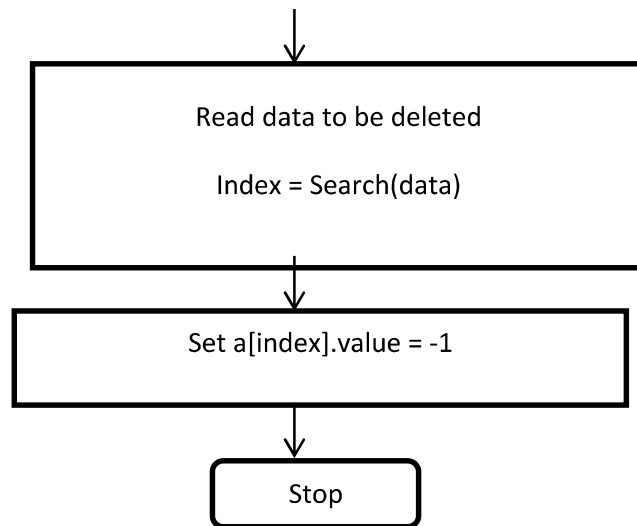 Read data to be deleted
Index = Search(data)
Set a[index].value = -1
Stop